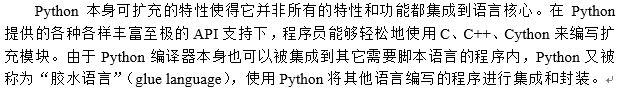 Python 本身可扩充的特性使得它并非所有的特性和功能都集成到语言核心。在 Python
提供的各种各样丰富至极的 API 支持下，程序员能够轻松地使用 C、C++、Cython 来编写扩
充模块。由于 Python 编译器本身也可以被集成到其它需要脚本语言的程序内，Python 又被
称为“胶水语言”（glue language），使用 Python 将其他语言编写的程序进行集成和封装。